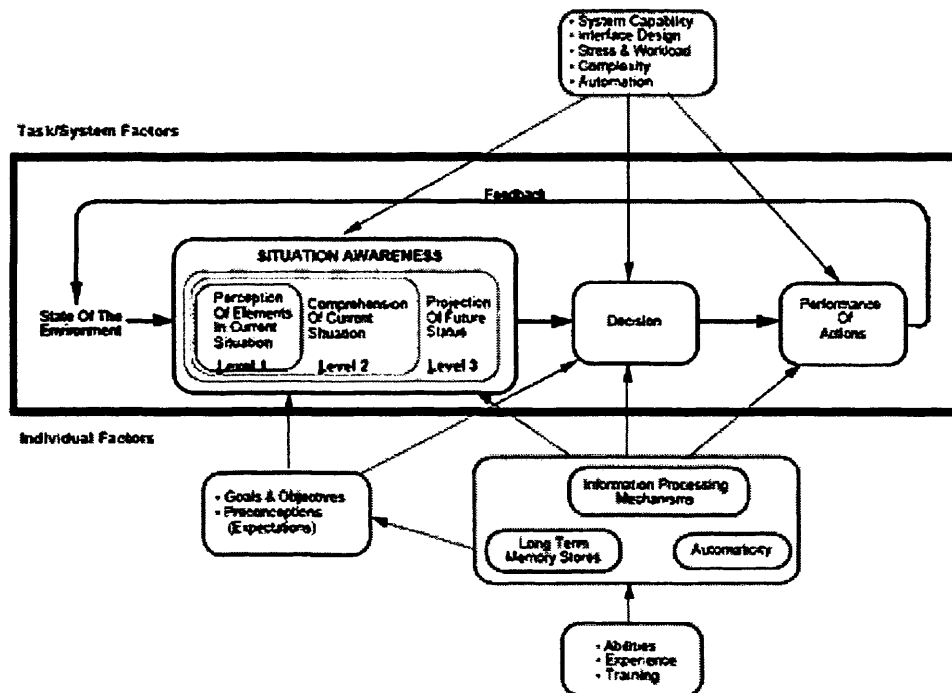 • System Capability
• Interface Design
• Stress & Workload
• Complexity
• Automation
Task/System Factors
Feedback
SITUATION AWARENESS
State Of The
Environment
Perception
Of Elements
In Current
Situation
Level 1
Comprehension
Of Current
Situation
Level 2
Projection
Of Future
Status
Level 3
Decision
Performance
Of
Actions
Individual Factors
• Goals & Objectives
• Preconceptions
(Expectations)
Information Processing
Mechanisms
Long Term
Memory Stores
Automaticity
• Abilities
• Experience
• Training